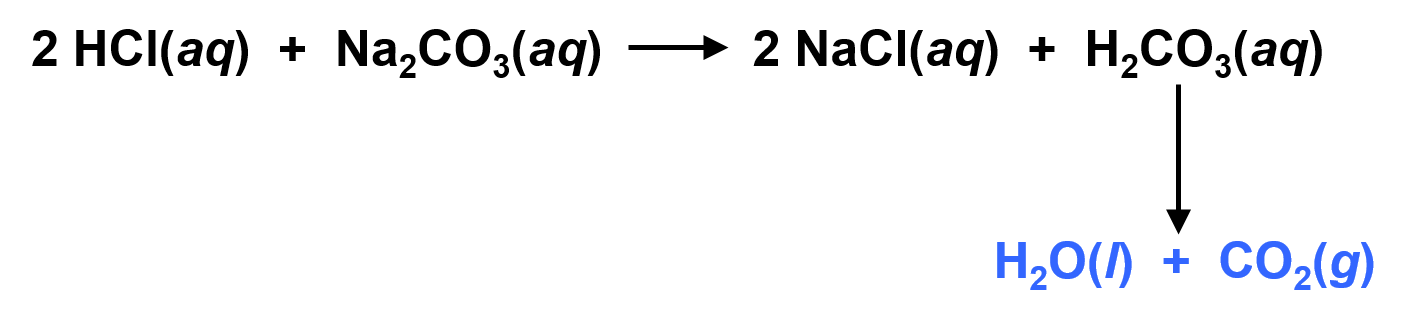 2 HCl(aq) + Na₂CO₃(aq) ⟶ 2 NaCl(aq) + H₂CO₃(aq)
H₂O(l) + CO₂(g)